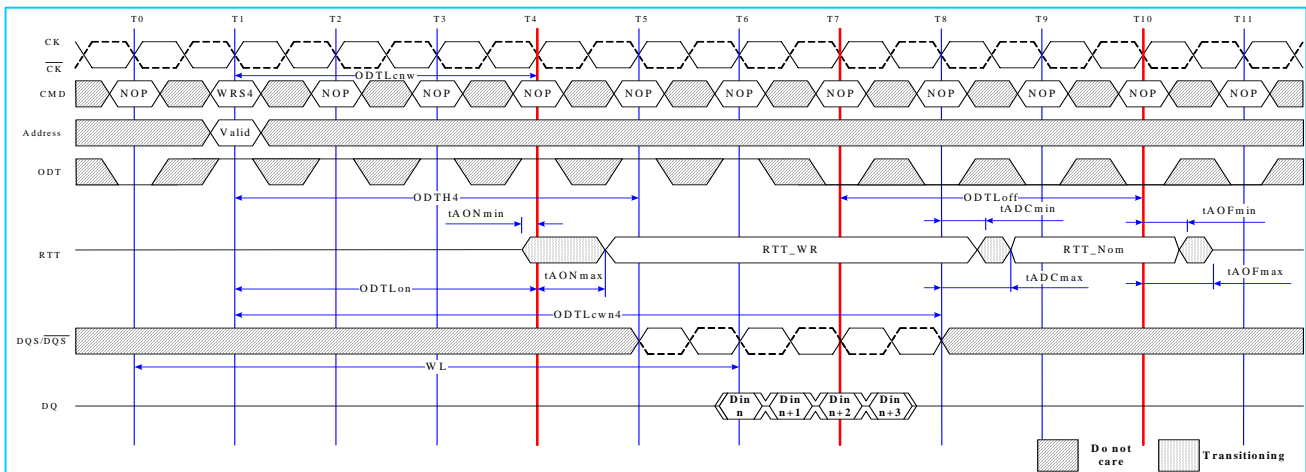 T0 T1 T2 T3 T4 T5 T6 T7 T8 T9 T10 T11
CK
CK
ODTLcnw
CMD NOP WRS4 NOP NOP NOP NOP NOP NOP NOP NOP NOP NOP
Address Valid
ODT
ODTH4 ODTLoff
tAONmin tADCmin tAOFmin
RTT RTT_WR RTT_Nom
tAONmax tADCmax tAOFmax
ODTLon
ODTLcwn4
DQS/DQS
WL
DQ Din n Din n+1 Din n+2 Din n+3
Do not care
Transitioning